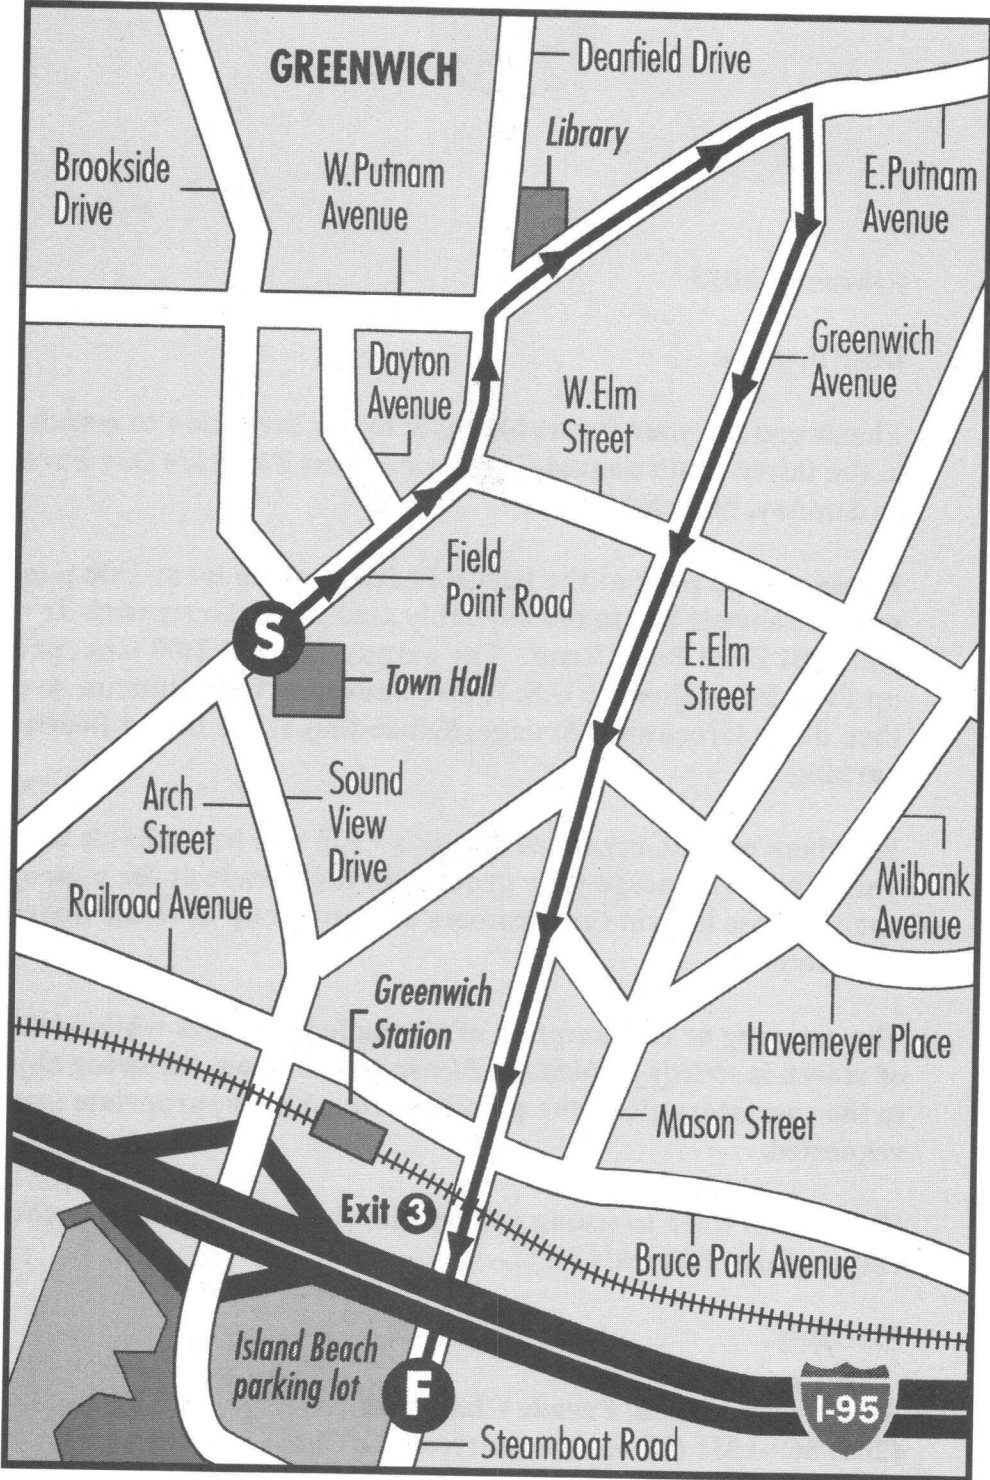 GREENWICH
Dearfield Drive
Library
Brookside
Drive
W.Putnam
Avenue
E.Putnam
Avenue
Dayton
Avenue
W.Elm
Street
Greenwich
Avenue
Field
Point Road
S
Town Hall
E.Elm
Street
Arch
Street
Sound
View
Drive
Railroad Avenue
Milbank
Avenue
Greenwich
Station
Havemeyer Place
Mason Street
Exit 3
Bruce Park Avenue
Island Beach
parking lot
F
I-95
Steamboat Road